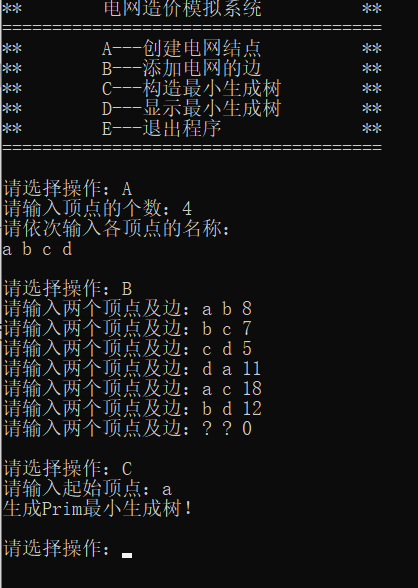 **        电网造价模拟系统          **
======================================
**        A---创建电网结点          **
**        B---添加电网的边          **
**        C---构造最小生成树        **
**        D---显示最小生成树        **
**        E---退出程序              **
======================================
请选择操作：A
请输入顶点的个数：4
请依次输入各顶点的名称：
a b c d
请选择操作：B
请输入两个顶点及边：a b 8
请输入两个顶点及边：b c 7
请输入两个顶点及边：c d 5
请输入两个顶点及边：d a 11
请输入两个顶点及边：a c 18
请输入两个顶点及边：b d 12
请输入两个顶点及边：? ? 0
请选择操作：C
请输入起始顶点：a
生成Prim最小生成树！
请选择操作：